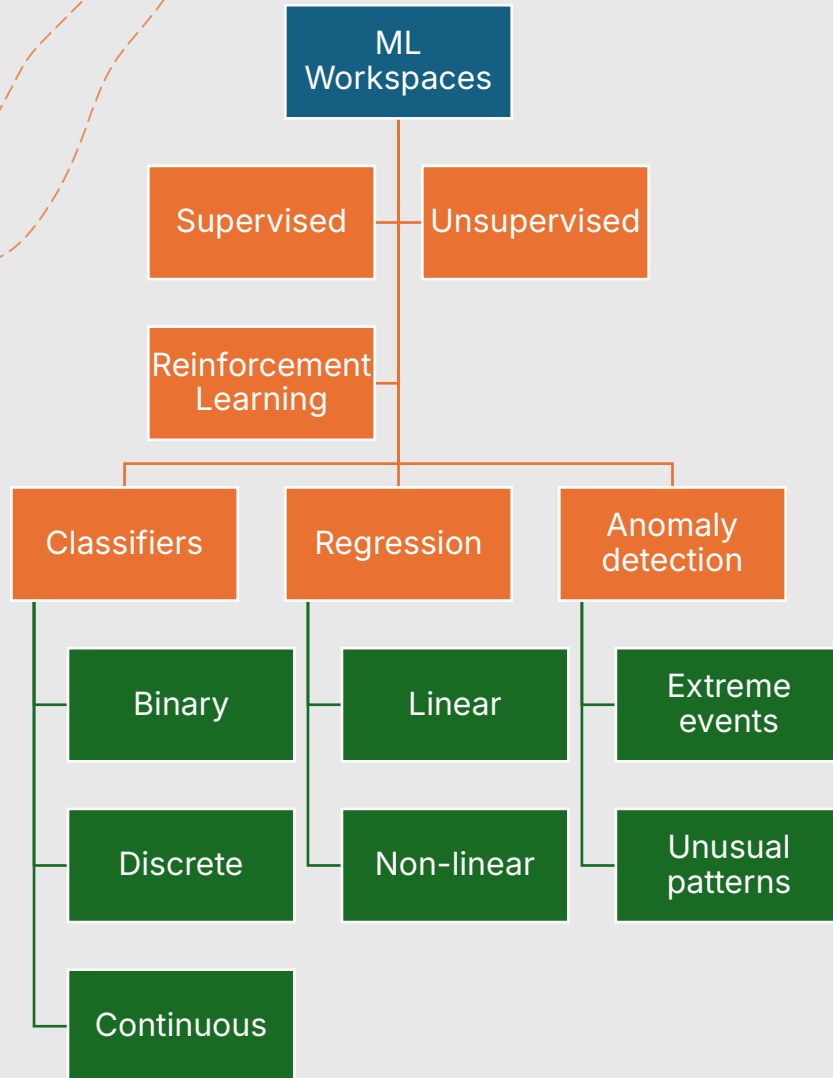 ML
Workspaces
Supervised
Unsupervised
Reinforcement
Learning
Classifiers
Regression
Anomaly
detection
Binary
Linear
Extreme
events
Discrete
Non-linear
Unusual
patterns
Continuous